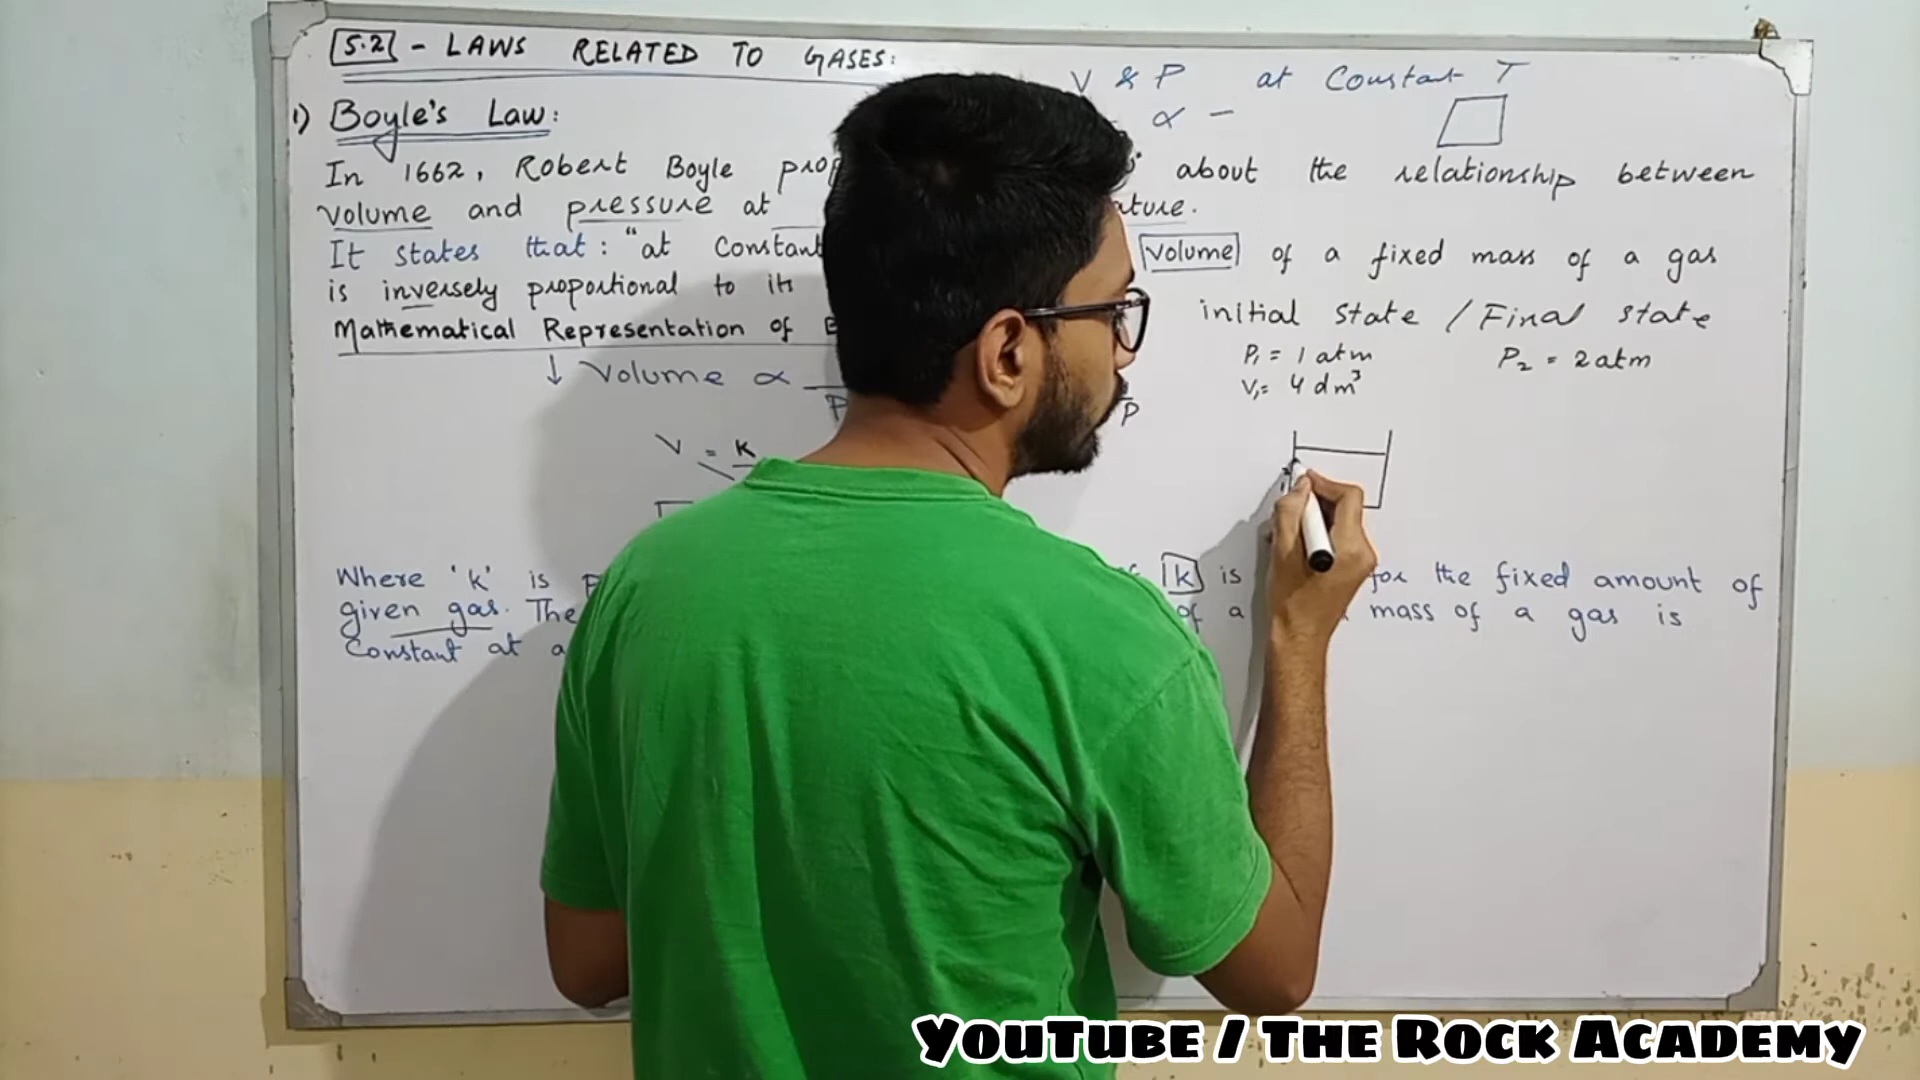 5.2 - LAWS RELATED TO GASES:
V & P at Constant T
∝ -
1) Boyle's Law:
In 1662, Robert Boyle about the relationship between
volume and pressure at
It states that: "at Constant volume of a fixed mass of a gas
is inversely proportional to its
initial state / Final state
Mathematical Representation of
P₁ = 1 atm P₂ = 2 atm
↓ Volume ∝
V₁= 4 dm³
P P
V = K
Where 'k' is k is for the fixed amount of
given gas. The of a mass of a gas is
Constant at a
YouTube / The Rock Academy